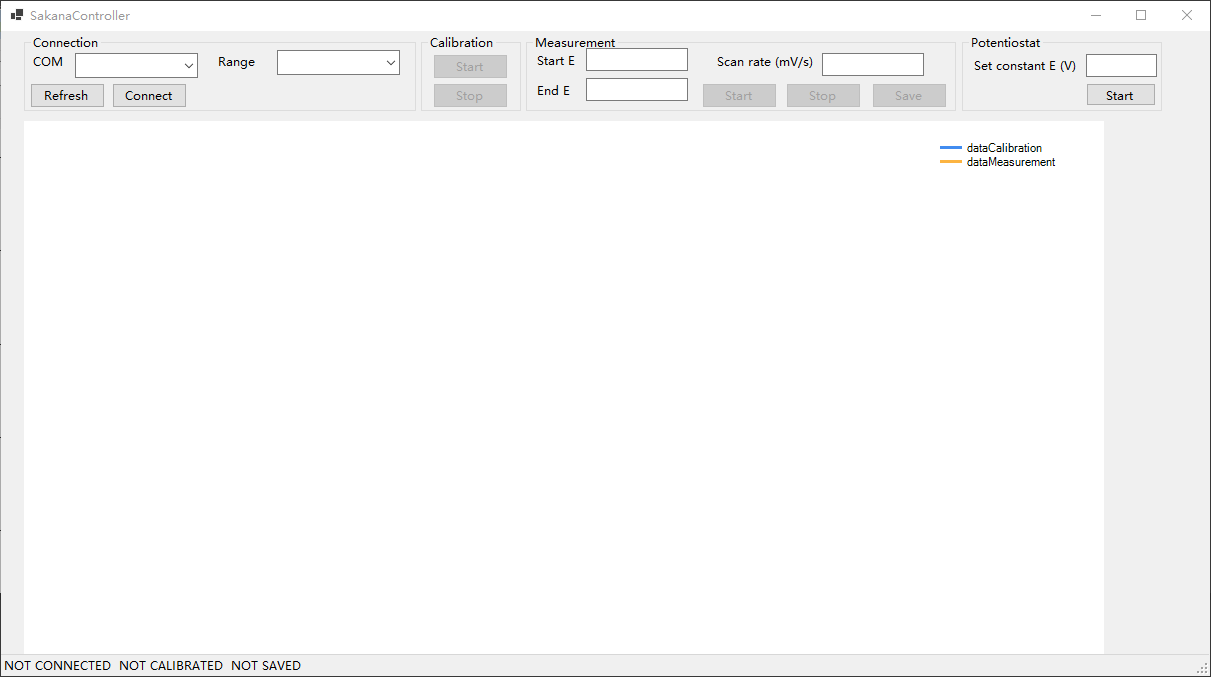 SakanaController
Connection
COM
Range
Refresh
Connect
Calibration
Start
Stop
Measurement
Start E
Scan rate (mV/s)
End E
Start
Stop
Save
Potentiostat
Set constant E (V)
Start
dataCalibration
dataMeasurement
NOT CONNECTED NOT CALIBRATED NOT SAVED